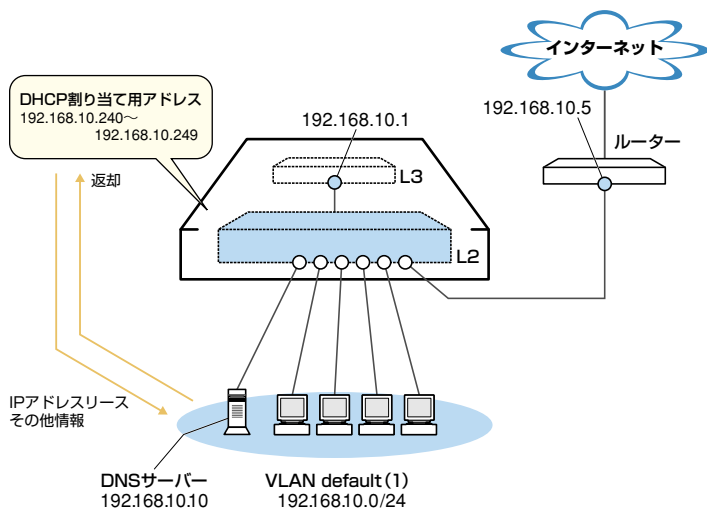 インターネット
DHCP割り当て用アドレス
192.168.10.240～
192.168.10.249
192.168.10.1
192.168.10.5
ルーター
返却
L3
L2
IPアドレスリース
その他情報
DNSサーバー
192.168.10.10
VLAN default(1)
192.168.10.0/24